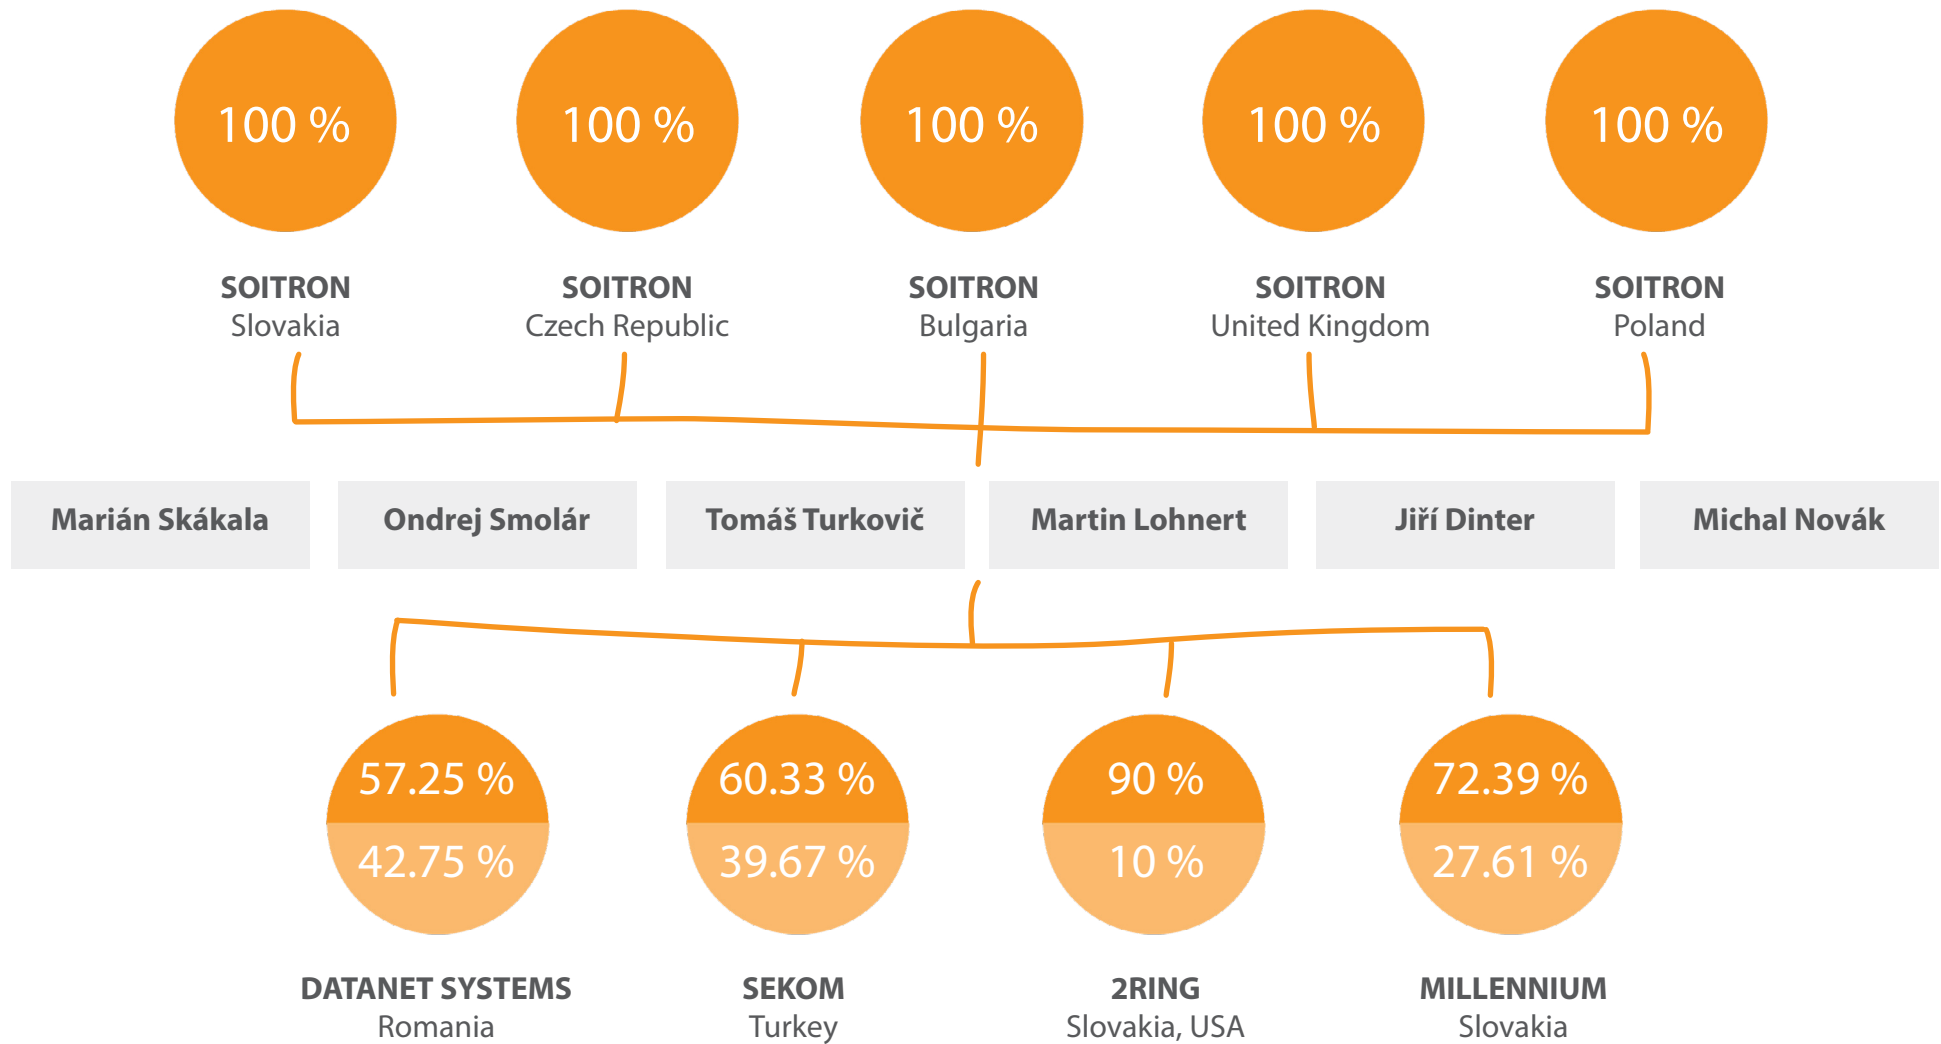 100 %
100 %
100 %
100 %
100 %
SOITRON
Slovakia
SOITRON
Czech Republic
SOITRON
Bulgaria
SOITRON
United Kingdom
SOITRON
Poland
Marián Skákala
Ondrej Smolár
Tomáš Turkovič
Martin Lohnert
Jiří Dinter
Michal Novák
57.25 %
42.75 %
60.33 %
39.67 %
90 %
10 %
72.39 %
27.61 %
DATANET SYSTEMS
Romania
SEKOM
Turkey
2RING
Slovakia, USA
MILLENNIUM
Slovakia